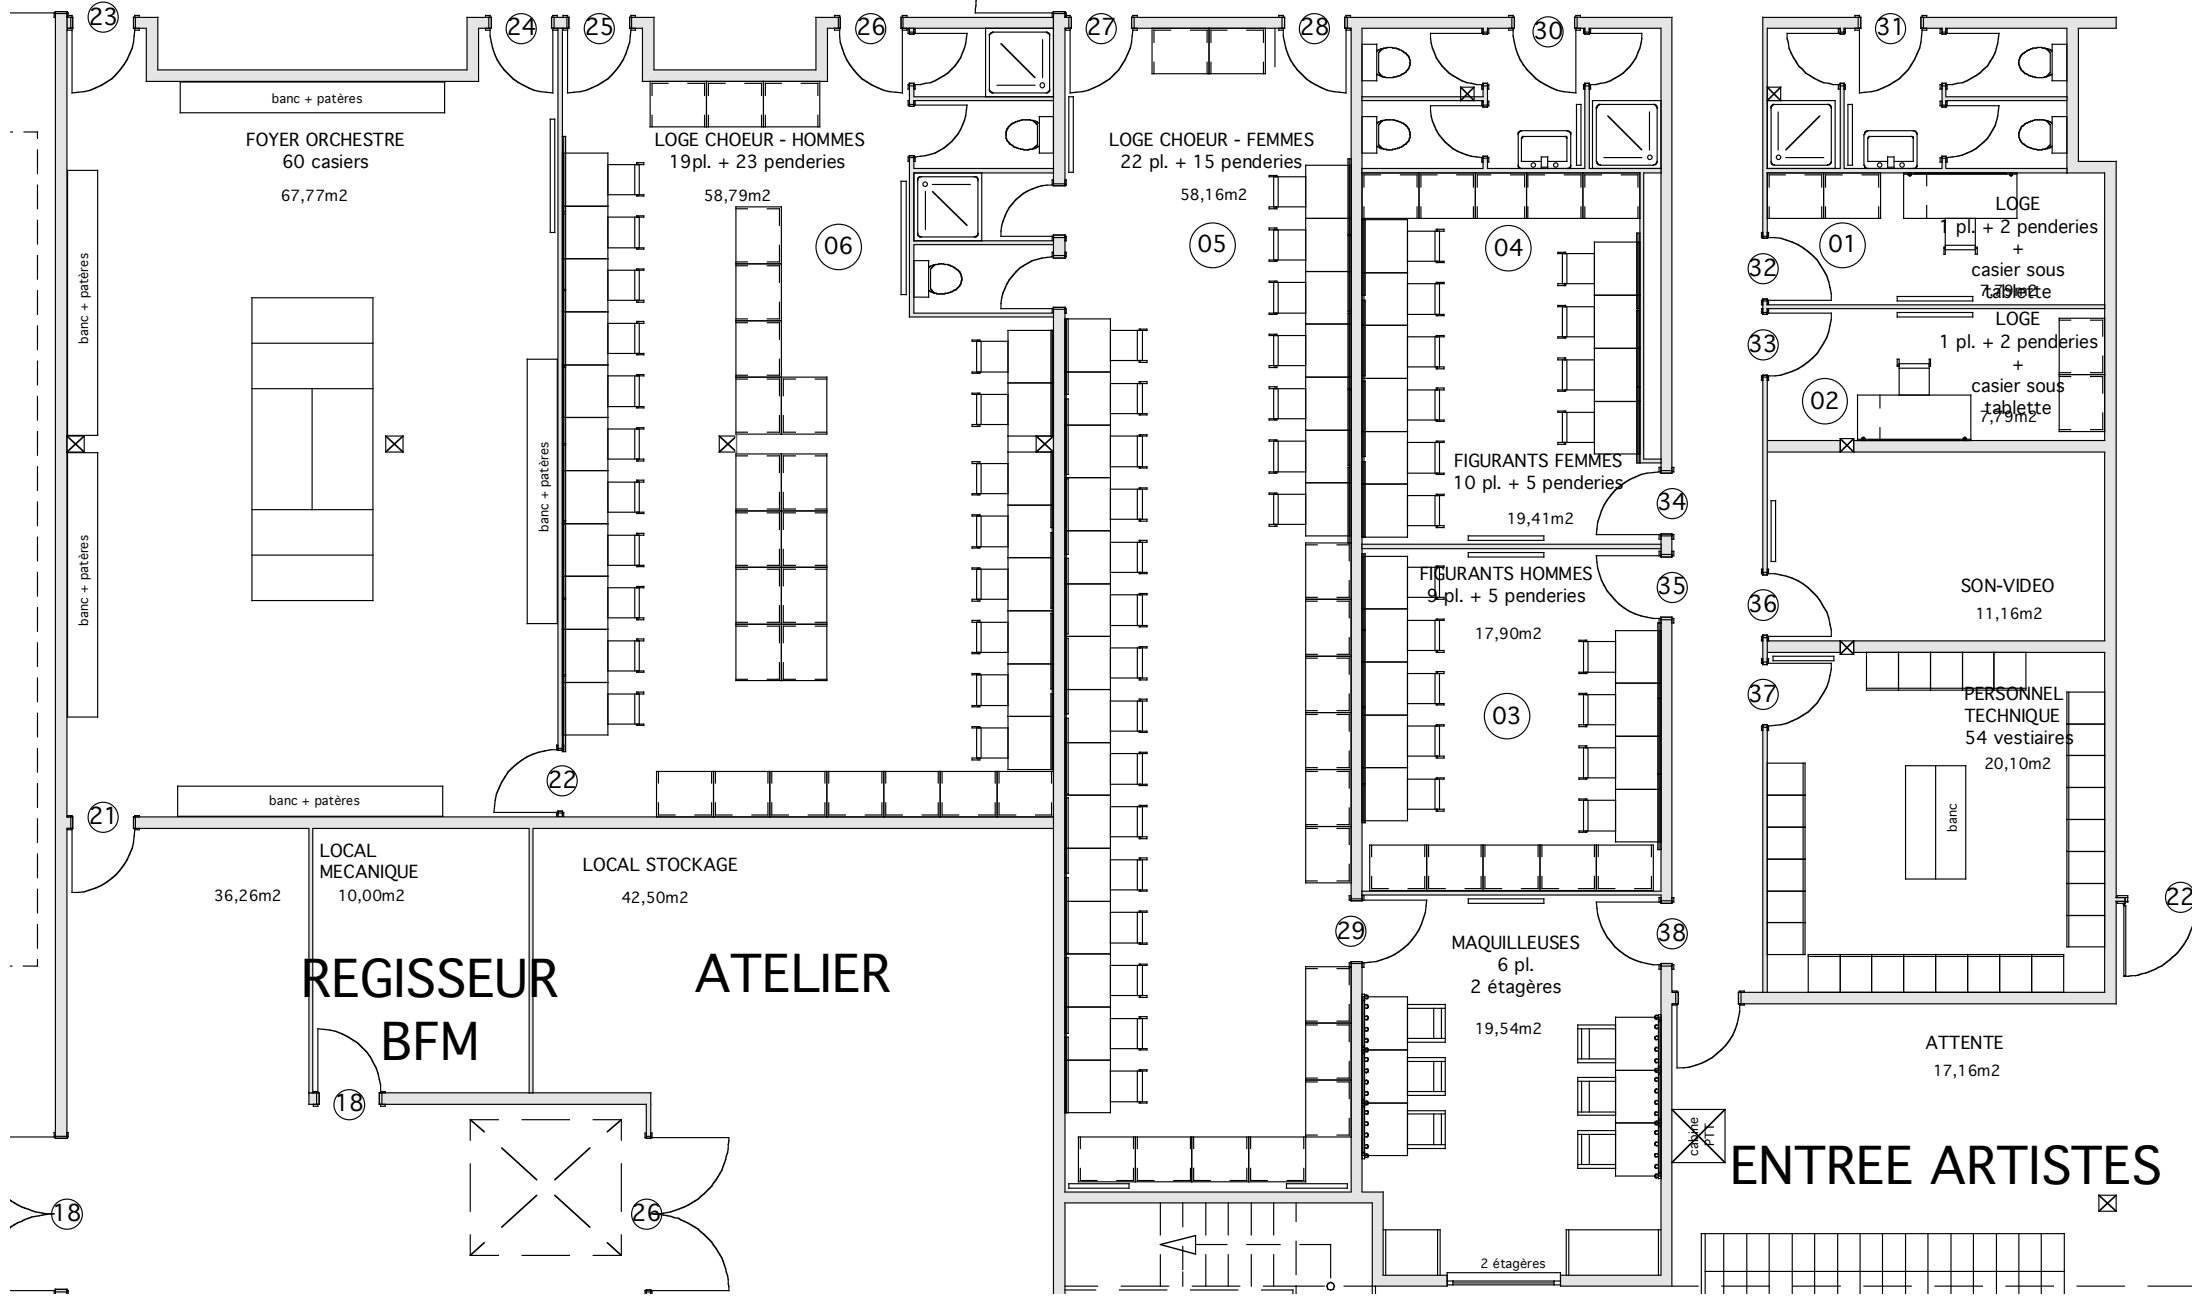 23
24
25
26
27
28
30
31
banc + patères
FOYER ORCHESTRE
60 casiers
67,77m2
banc + patères
banc + patères
banc + patères
banc + patères
21
22
LOGE CHOEUR - HOMMES
19pl. + 23 penderies
58,79m2
06
LOGE CHOEUR - FEMMES
22 pl. + 15 penderies
58,16m2
05
04
FIGURANTS FEMMES
10 pl. + 5 penderies
19,41m2
34
FIGURANTS HOMMES
9 pl. + 5 penderies
17,90m2
35
03
01
LOGE
1 pl. + 2 penderies
+
casier sous
tablette
7,79m2
32
33
LOGE
1 pl. + 2 penderies
+
casier sous
tablette
7,79m2
02
SON-VIDEO
11,16m2
36
37
PERSONNEL
TECHNIQUE
54 vestiaires
20,10m2
banc
22
36,26m2
LOCAL
MECANIQUE
10,00m2
LOCAL STOCKAGE
42,50m2
REGISSEUR
BFM
ATELIER
18
18
26
29
38
MAQUILLEUSES
6 pl.
2 étagères
19,54m2
2 étagères
ATTENTE
17,16m2
cabine
PTT
ENTREE ARTISTES